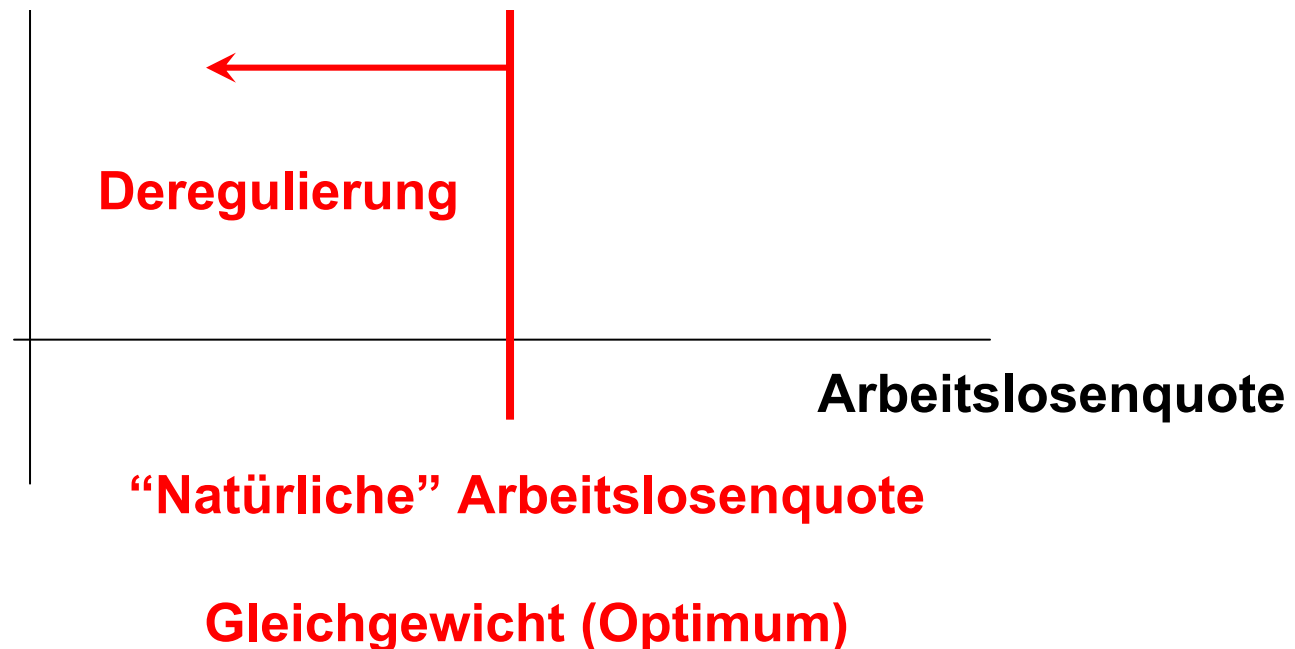 Deregulierung
Arbeitslosenquote
“Natürliche” Arbeitslosenquote
Gleichgewicht (Optimum)